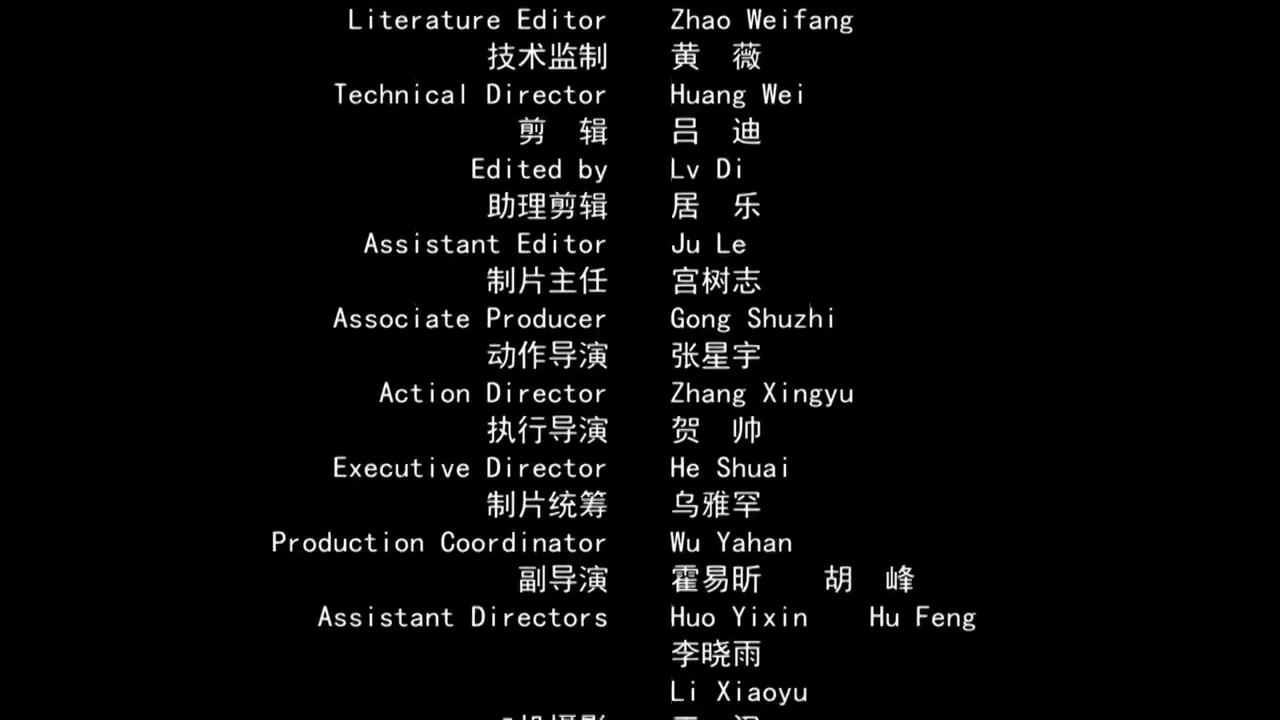 Literature Editor Zhao Weifang
技术监制 黄 薇
Technical Director Huang Wei
剪 辑 吕 迪
Edited by Lv Di
助理剪辑 居 乐
Assistant Editor Ju Le
制片主任 宫树志
Associate Producer Gong Shuzhi
动作导演 张星宇
Action Director Zhang Xingyu
执行导演 贺 帅
Executive Director He Shuai
制片统筹 乌雅罕
Production Coordinator Wu Yahan
副导演 霍易昕 胡 峰
Assistant Directors Huo Yixin Hu Feng
李晓雨
Li Xiaoyu